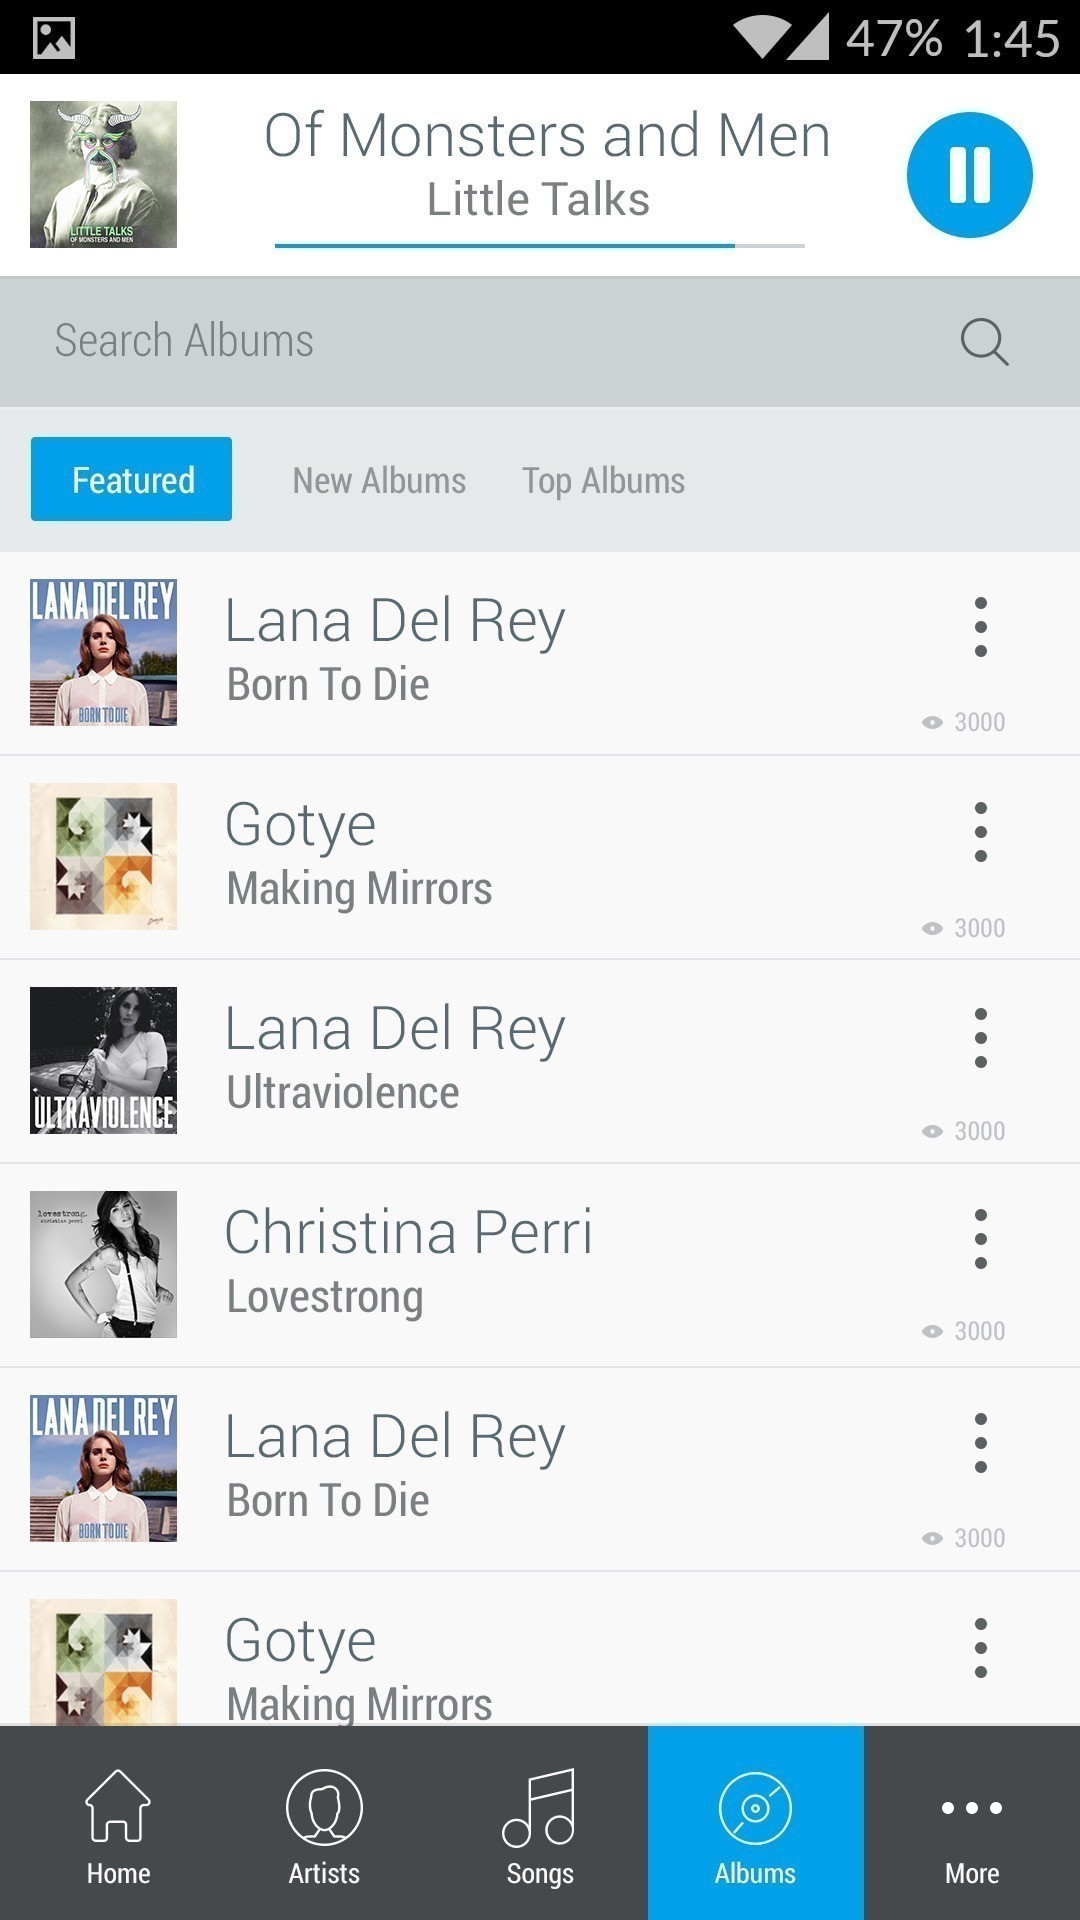 47% 1:45
Of Monsters and Men
Little Talks
LITTLE TALKS
OF MONSTERS AND MEN
Search Albums
Featured New Albums Top Albums
LANA DEL REY
BORN TO DIE
Lana Del Rey
Born To Die
3000
Gotye
Making Mirrors
3000
ULTRAVIOLENCE
Lana Del Rey
Ultraviolence
3000
lovestrong.
christina perri
Christina Perri
Lovestrong
3000
LANA DEL REY
BORN TO DIE
Lana Del Rey
Born To Die
3000
Gotye
Making Mirrors
Home Artists Songs Albums More